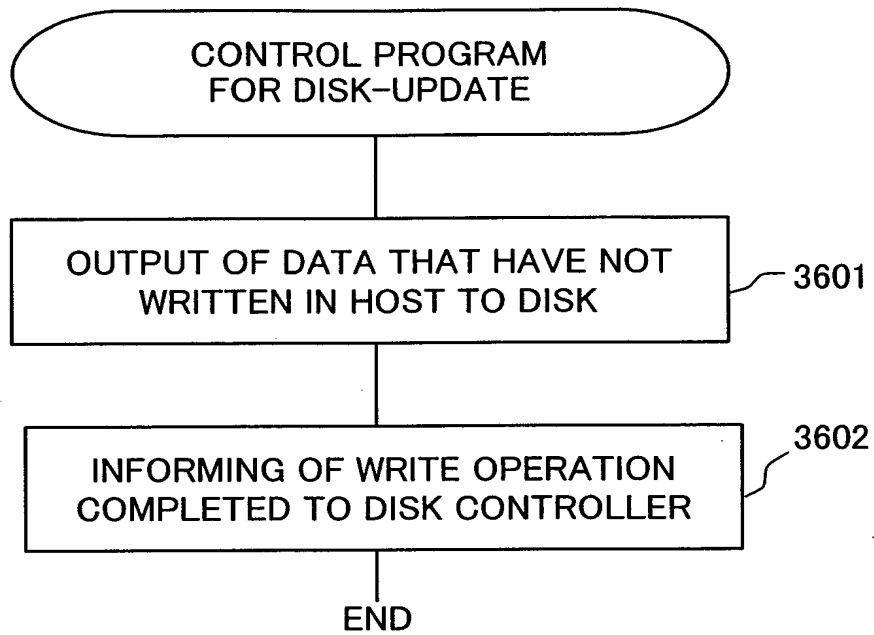 CONTROL PROGRAM
FOR DISK-UPDATE
OUTPUT OF DATA THAT HAVE NOT
WRITTEN IN HOST TO DISK
3601
INFORMING OF WRITE OPERATION
COMPLETED TO DISK CONTROLLER
3602
END